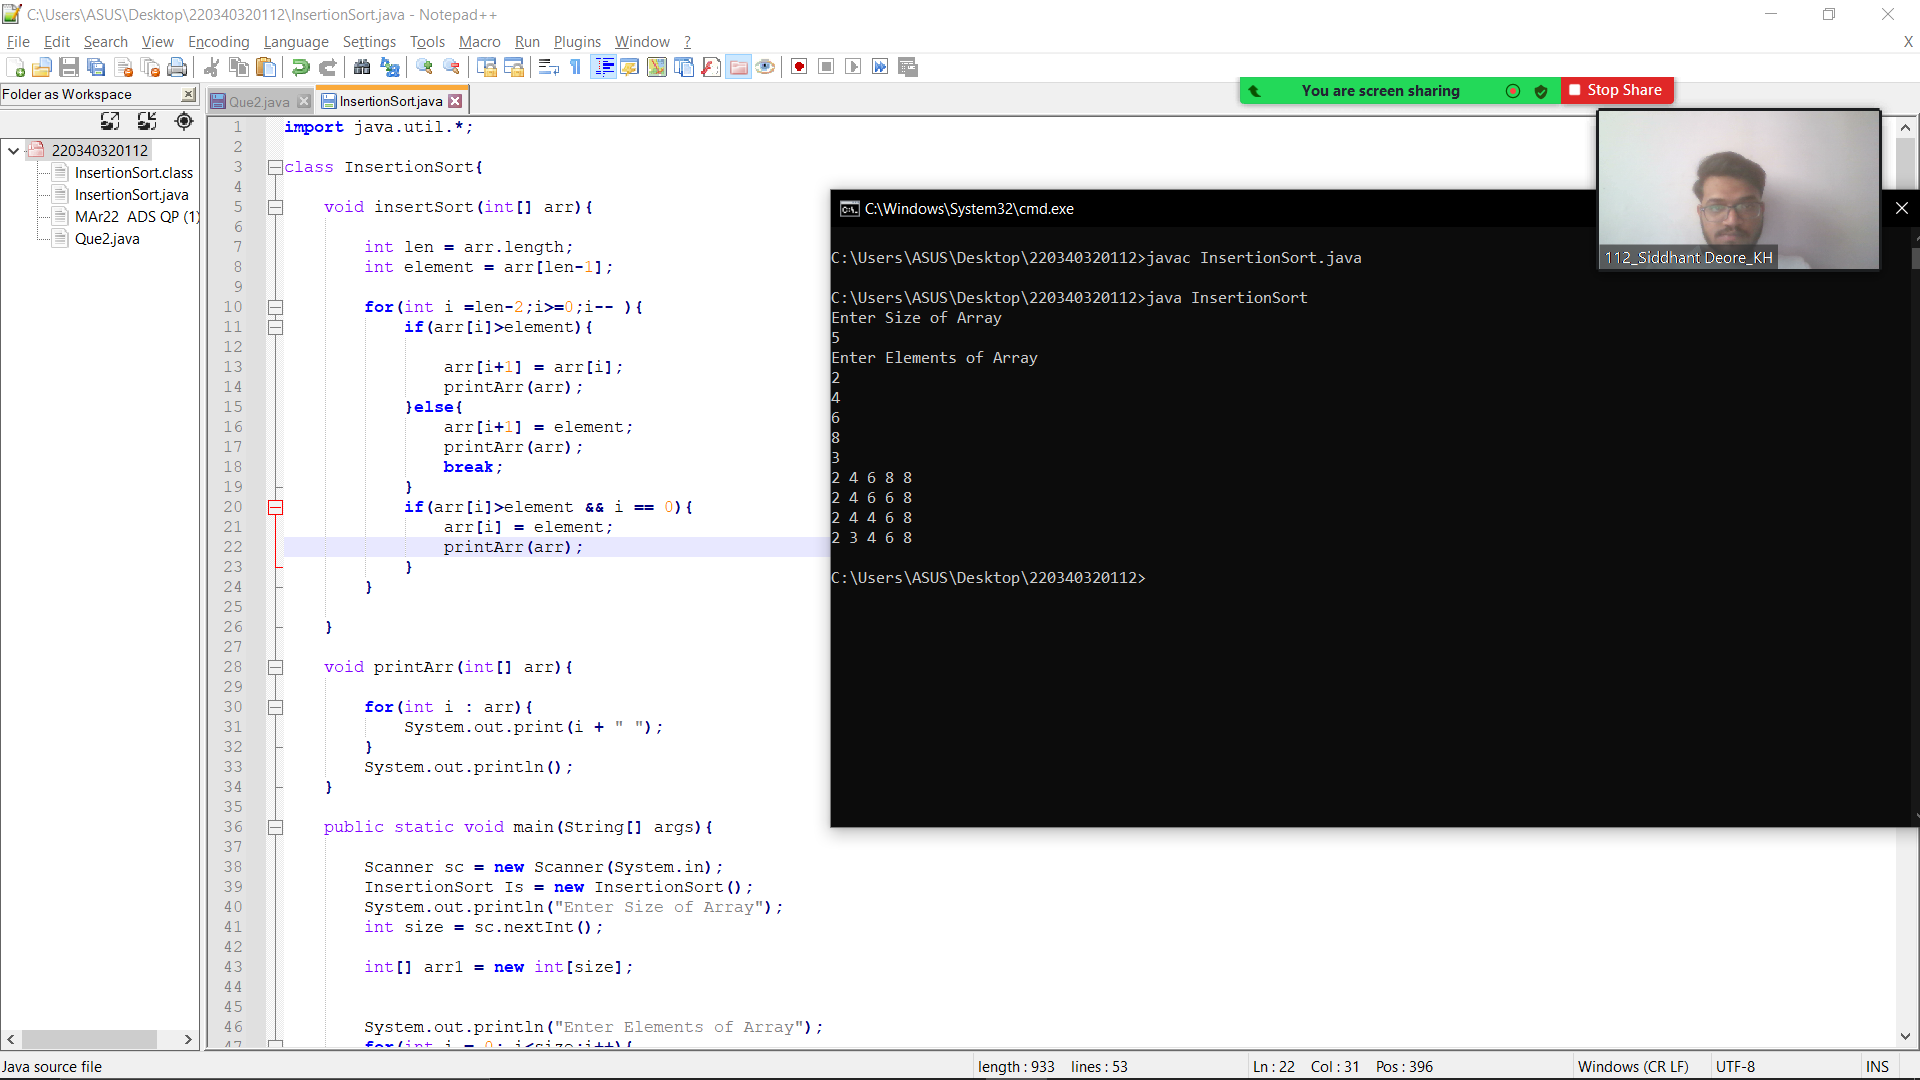 C:\Users\ASUS\Desktop\220340320112\InsertionSort.java - Notepad++
File Edit Search View Encoding Language Settings Tools Macro Run Plugins Window ?
X
Folder as Workspace
Que2.java
InsertionSort.java
You are screen sharing
Stop Share
220340320112
InsertionSort.class
InsertionSort.java
MAr22 ADS QP (1)
Que2.java
1 import java.util.*;
2
3 class InsertionSort{
4
5 void insertSort(int[] arr){
6
7 int len = arr.length;
8 int element = arr[len-1];
9
10 for(int i =len-2;i>=0;i-- ){
11 if(arr[i]>element){
12
13 arr[i+1] = arr[i];
14 printArr(arr);
15 }else{
16 arr[i+1] = element;
17 printArr(arr);
18 break;
19 }
20 if(arr[i]>element && i == 0){
21 arr[i] = element;
22 printArr(arr);
23 }
24 }
25
26 }
27
28 void printArr(int[] arr){
29
30 for(int i : arr){
31 System.out.print(i + " ");
32 }
33 System.out.println();
34 }
35
36 public static void main(String[] args){
37
38 Scanner sc = new Scanner(System.in);
39 InsertionSort Is = new InsertionSort();
40 System.out.println("Enter Size of Array");
41 int size = sc.nextInt();
42
43 int[] arr1 = new int[size];
44
45
46 System.out.println("Enter Elements of Array");
47 for(int i = 0; i<size;i++){
C:\Windows\System32\cmd.exe
C:\Users\ASUS\Desktop\220340320112>javac InsertionSort.java
C:\Users\ASUS\Desktop\220340320112>java InsertionSort
Enter Size of Array
5
Enter Elements of Array
2
4
6
8
3
2 4 6 8 8
2 4 6 6 8
2 4 4 6 8
2 3 4 6 8
C:\Users\ASUS\Desktop\220340320112>
112_Siddhant Deore_KH
Java source file
length : 933 lines : 53
Ln : 22 Col : 31 Pos : 396
Windows (CR LF)
UTF-8
INS